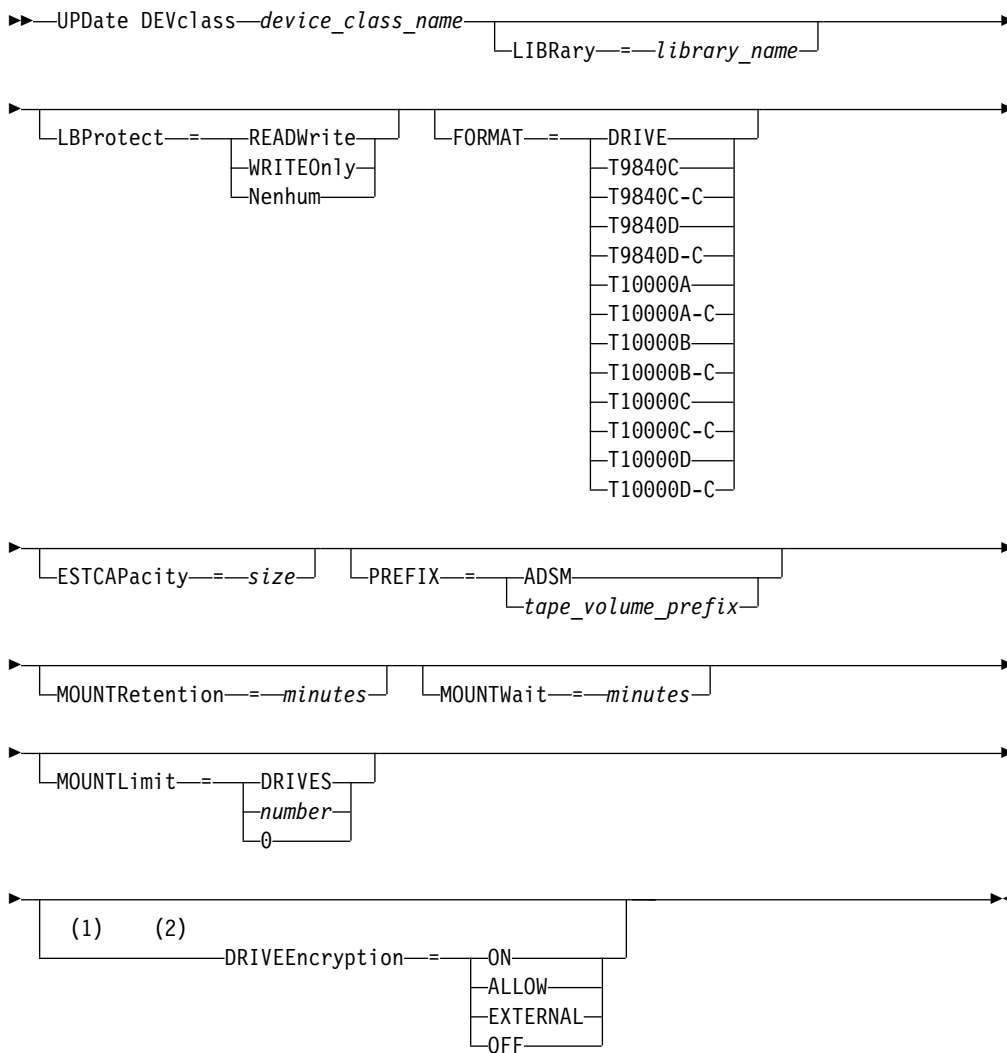 UPDate DEVclass device_class_name
LIBRary = library_name
LBProtect = READWrite
WRITEOnly
Nenhum
FORMAT = DRIVE
T9840C
T9840C-C
T9840D
T9840D-C
T10000A
T10000A-C
T10000B
T10000B-C
T10000C
T10000C-C
T10000D
T10000D-C
ESTCAPacity = size
PREFIX = ADSM
tape_volume_prefix
MOUNTRetention = minutes
MOUNTWait = minutes
MOUNTLimit = DRIVES
number
0
(1) (2)
DRIVEEncryption = ON
ALLOW
EXTERNAL
OFF